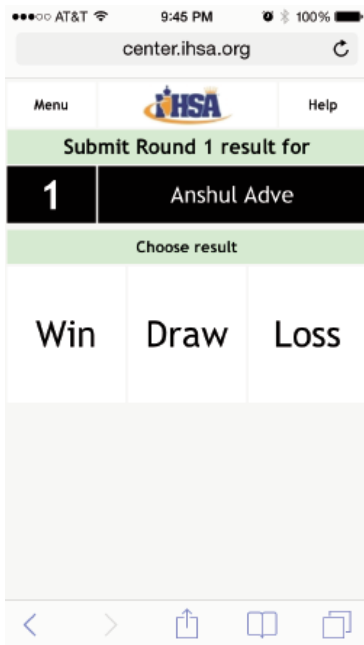 AT&T 9:45 PM 100%
center.ihsa.org
Menu IHSA Help
Submit Round 1 result for
1 Anshul Adve
Choose result
Win Draw Loss